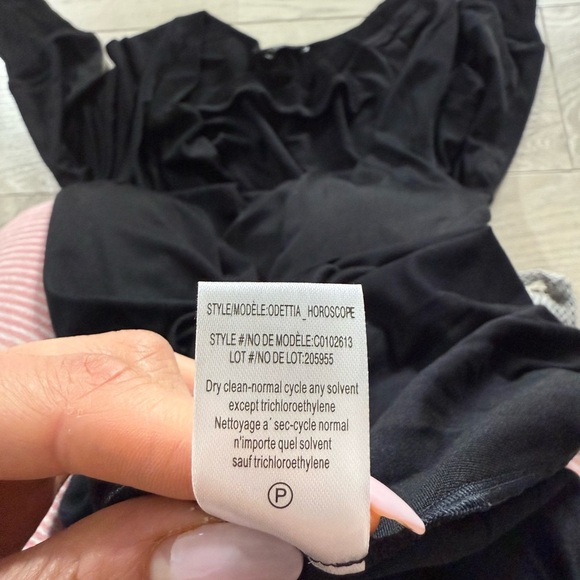 STYLE/MODÈLE:ODETTIA_HOROSCOPE
STYLE #/NO DE MODÈLE:C0102613
LOT #/NO DE LOT:205955
Dry clean-normal cycle any solvent
except trichloroethylene
Nettoyage a´ sec-cycle normal
n'importe quel solvent
sauf trichloroethylene
P